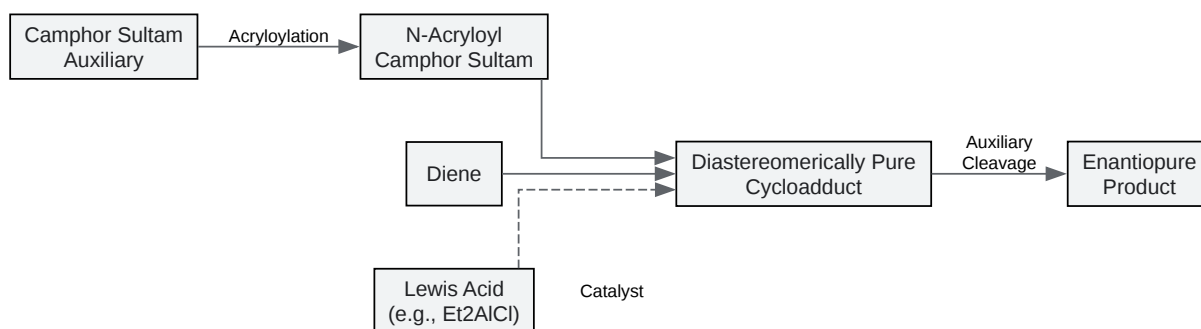 Camphor Sultam
Auxiliary
Acryloylation
N-Acryloyl
Camphor Sultam
Diene
Diastereomerically Pure
Cycloadduct
Auxiliary
Cleavage
Enantiopure
Product
Lewis Acid
(e.g., Et2AlCl)
Catalyst